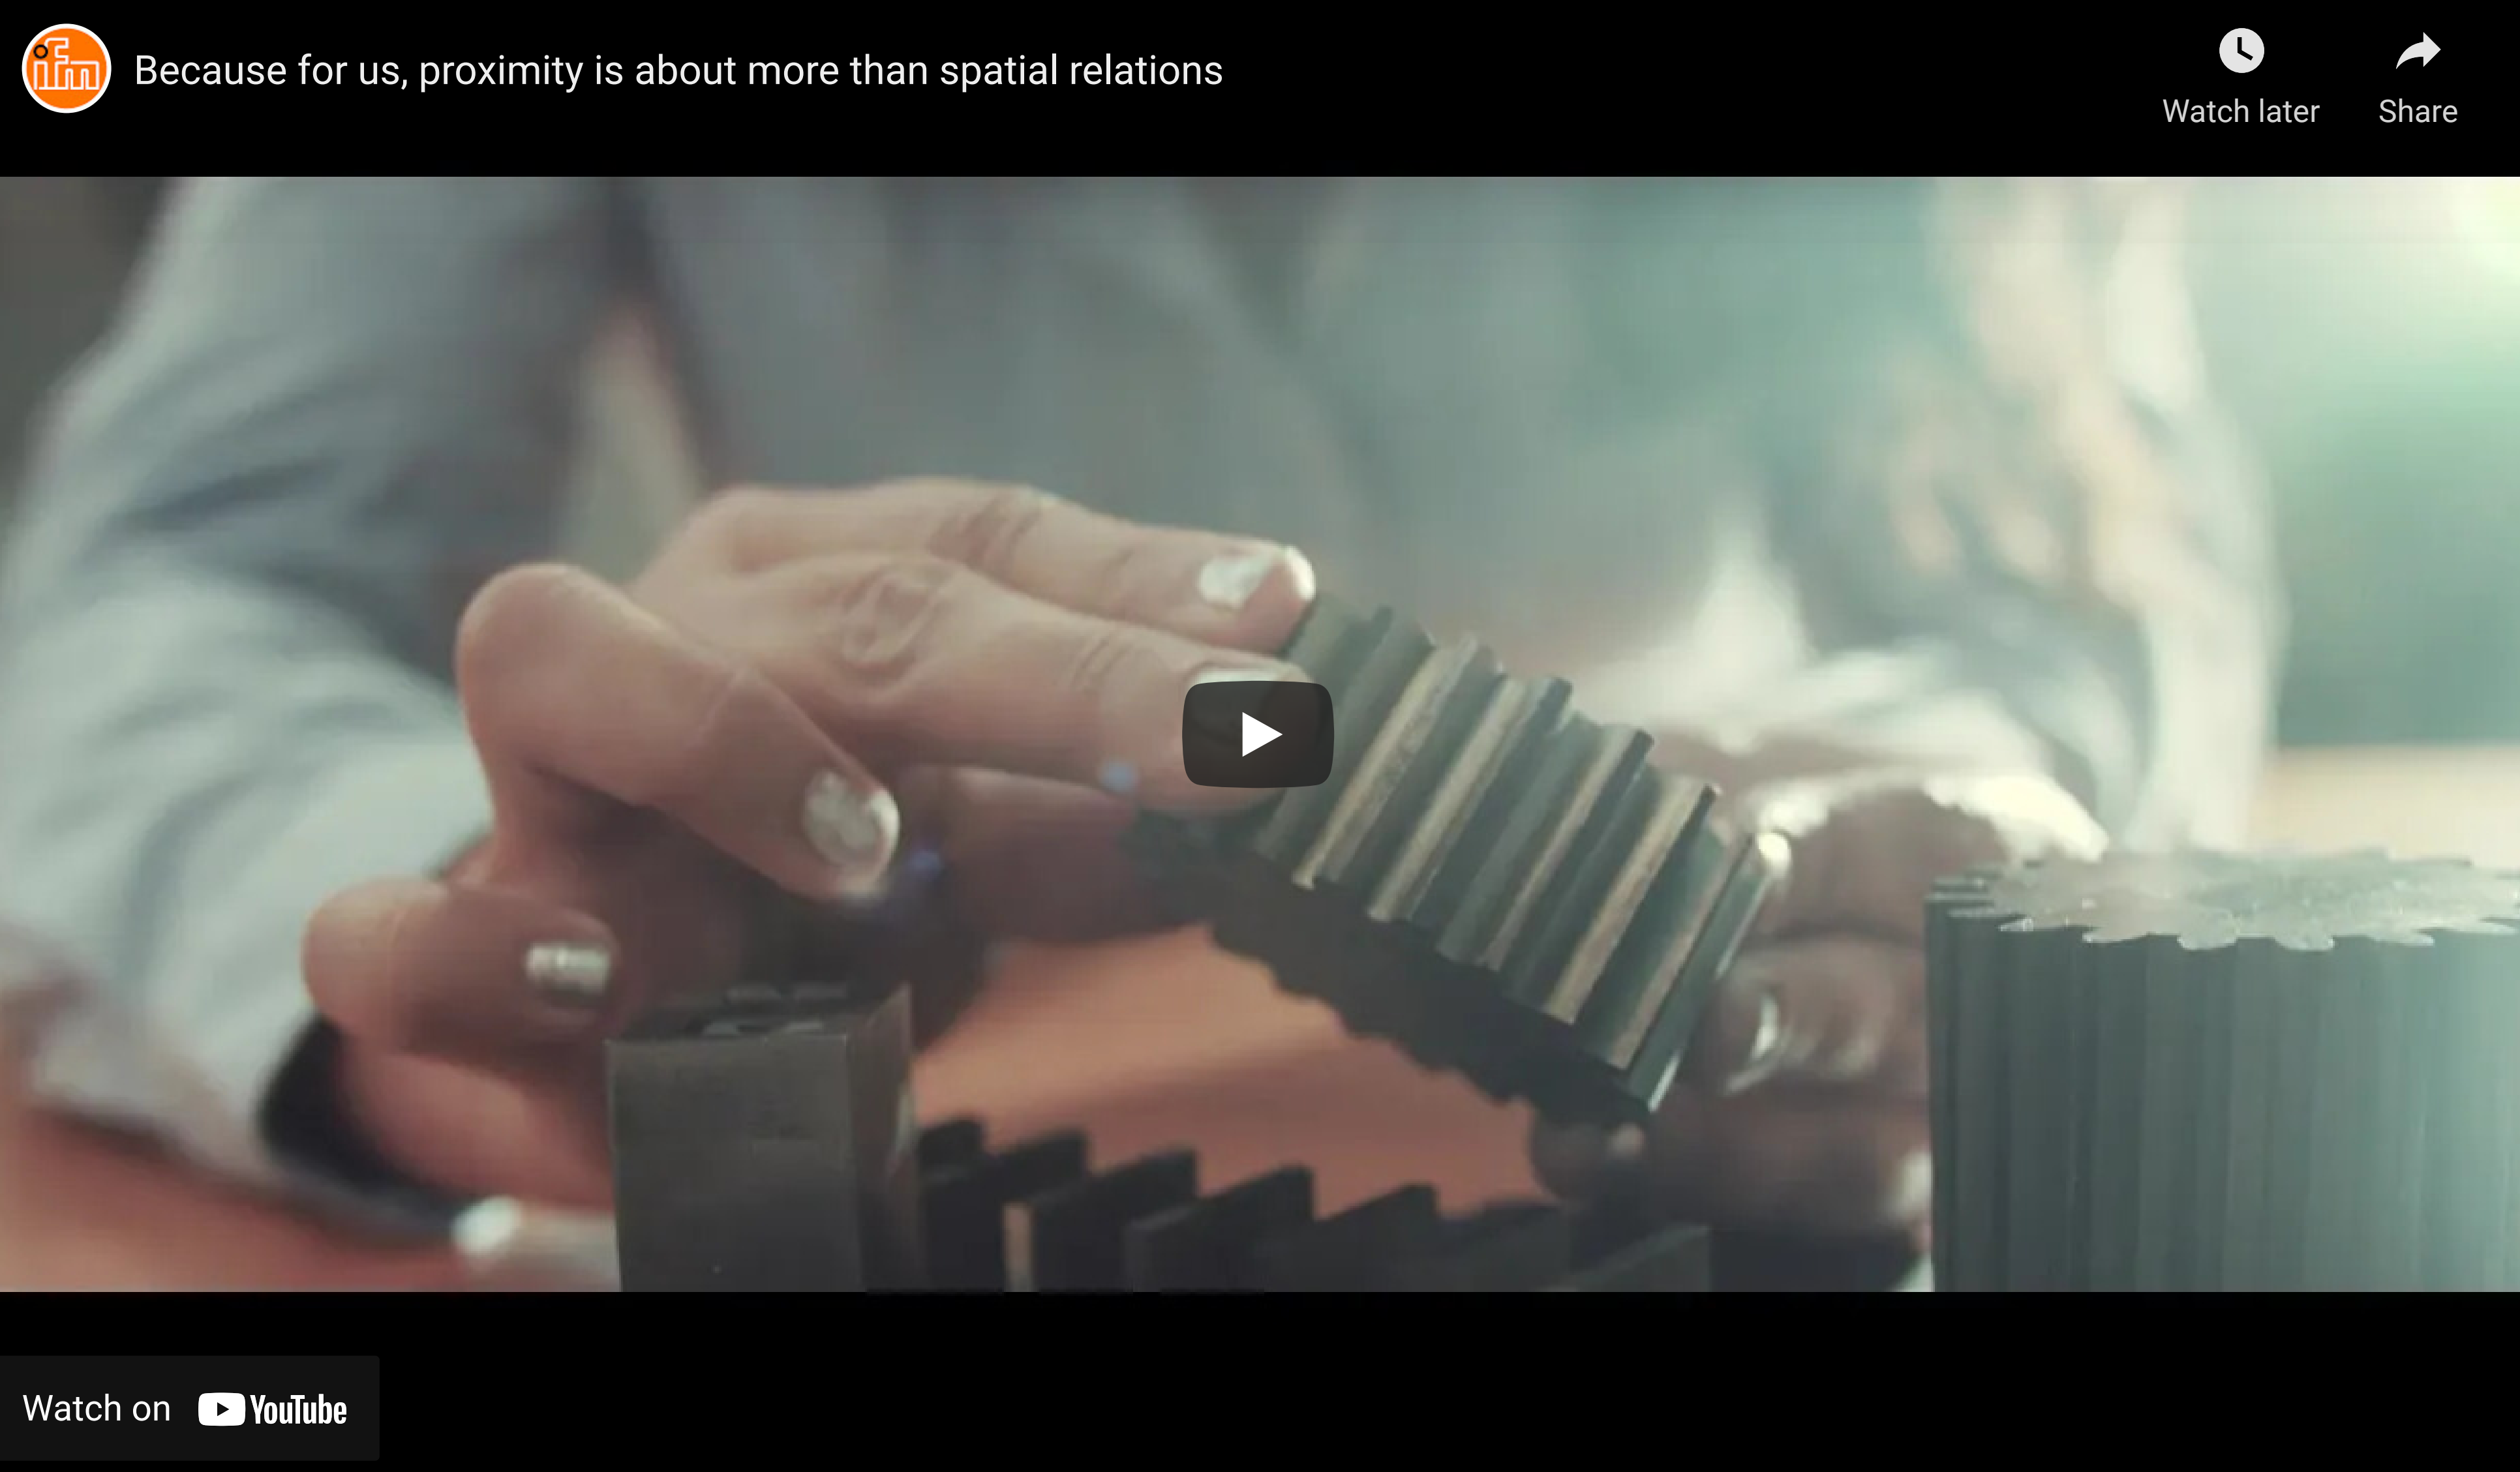 ifm
Because for us, proximity is about more than spatial relations
Watch later
Share
Watch on YouTube